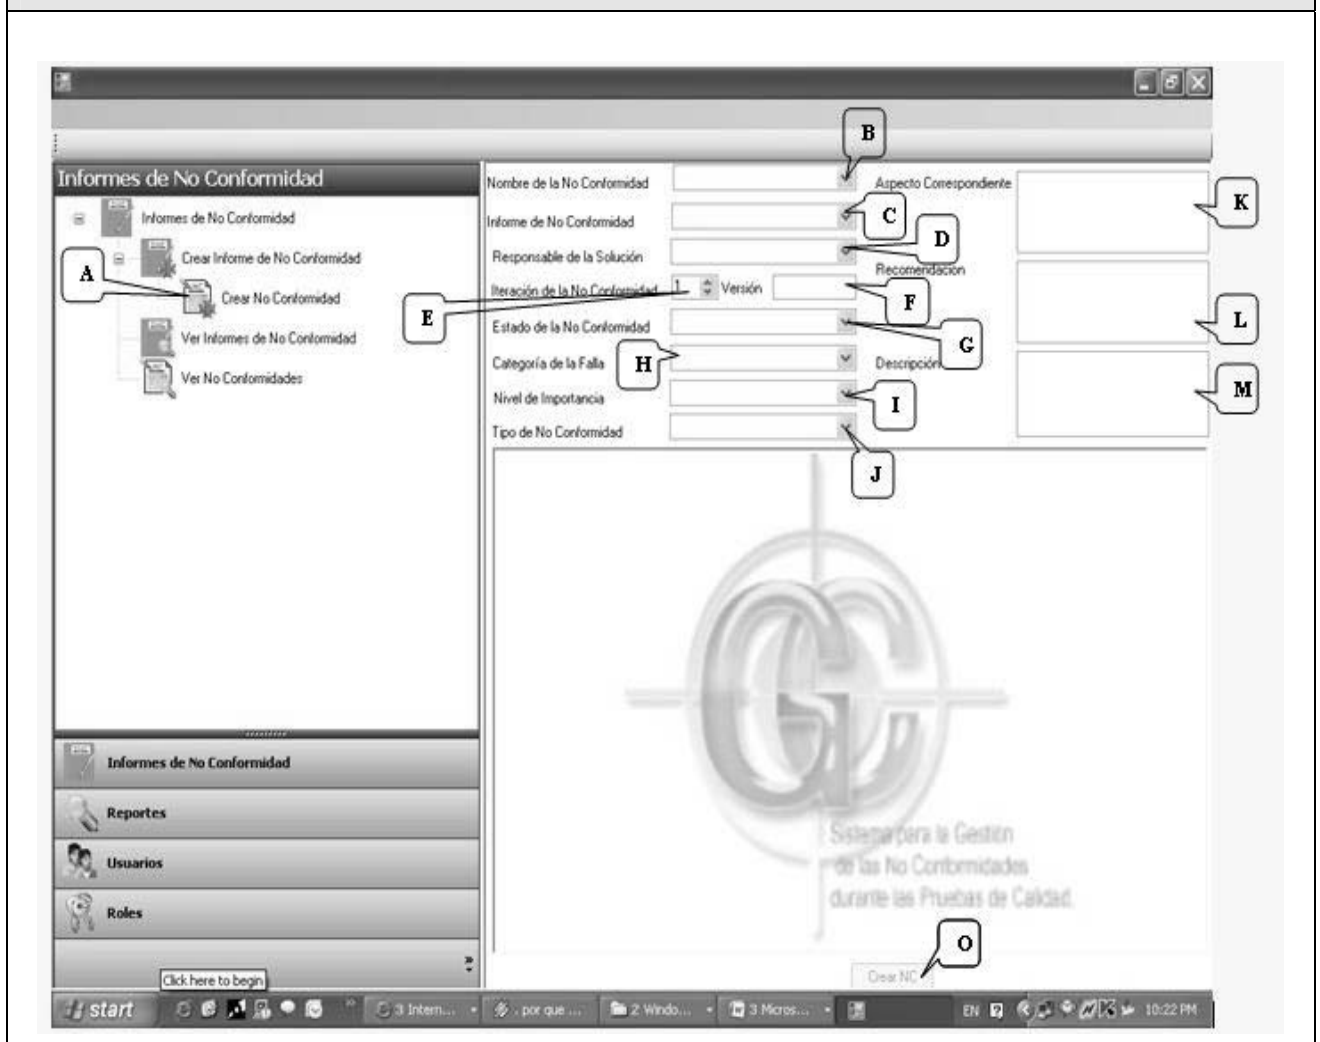 B
Informes de No Conformidad
Nombre de la No Conformidad
Aspecto Correspondiente
K
Informes de No Conformidad
Informe de No Conformidad
C
D
Crear Informe de No Conformidad
Responsable de la Solución
A
Recomendación
Crear No Conformidad
Iteración de la No Conformidad
1
Versión
F
E
L
Ver Informes de No Conformidad
Estado de la No Conformidad
G
Categoría de la Falla
H
Descripción
Ver No Conformidades
M
Nivel de Importancia
I
Tipo de No Conformidad
J
GC
Informes de No Conformidad
Reportes
Sistema para la Gestión
Usuarios
de las No Conformidades
durante las Pruebas de Calidad.
Roles
O
Crear NC
Click here to begin
start
3 Intern...
. por que ...
2 Windo...
3 Micros...
EN
10:22 PM